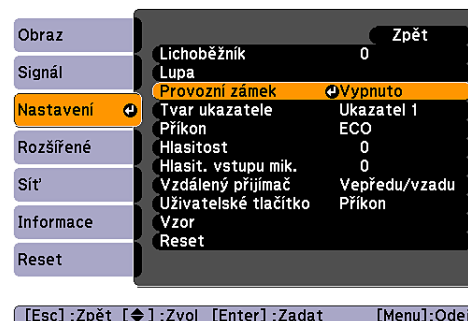 Obraz
Signál
Nastavení
Rozšířené
Síť
Informace
Reset
Zpět
Lichoběžník 0
Lupa
Provozní zámek Vypnuto
Tvar ukazatele Ukazatel 1
Příkon ECO
Hlasitost 0
Hlasit. vstupu mik. 0
Vzdálený přijímač Vepředu/vzadu
Uživatelské tlačítko Příkon
Vzor
Reset
[Esc] :Zpět [◆] :Zvol [Enter] :Zadat [Menu] :Ode